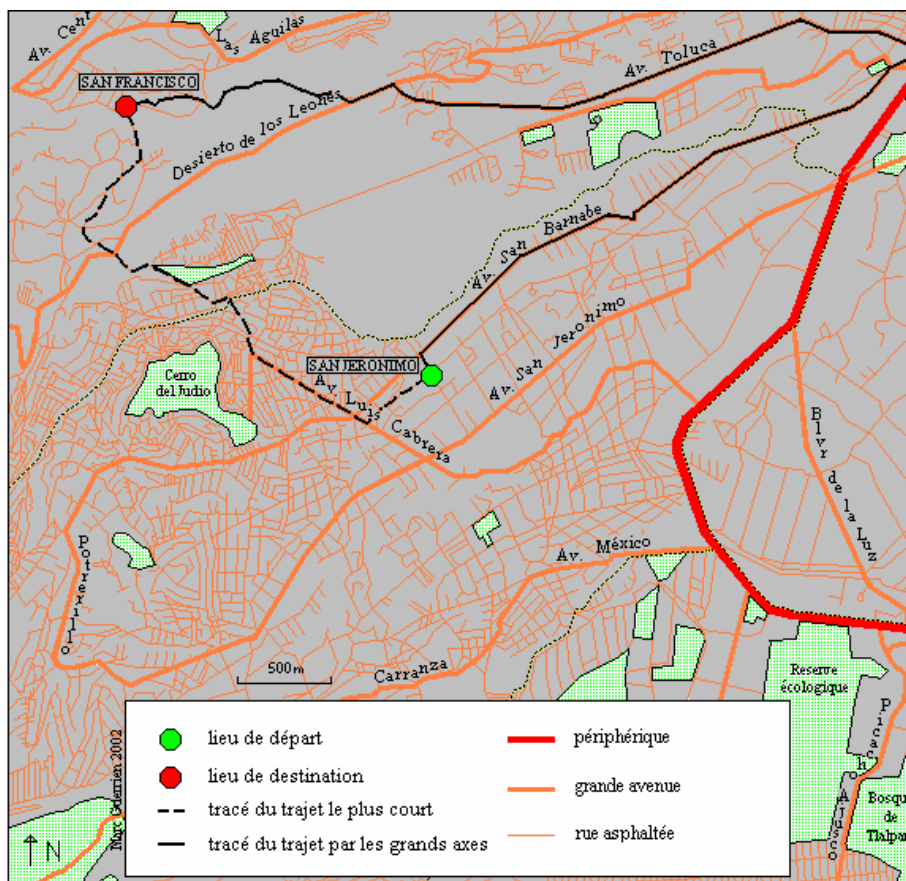 Av. Cent
Las Aguilas
SAN FRANCISCO
Av. Toluca
Desierto de los Leones
Av. San Barnabe
Av. San Jeronimo
SAN JERONIMO
Cerro
del Judio
Av. Luis Cabrera
Blvr de la Luz
Av. México
Potrerillo
500m
Carranza
Reserve
écologique
Picacho Ajusco
Bosque
de
Tlalpan
Marc Guerrien 2002
lieu de départ
lieu de destination
tracé du trajet le plus court
tracé du trajet par les grands axes
périphérique
grande avenue
rue asphaltée
N